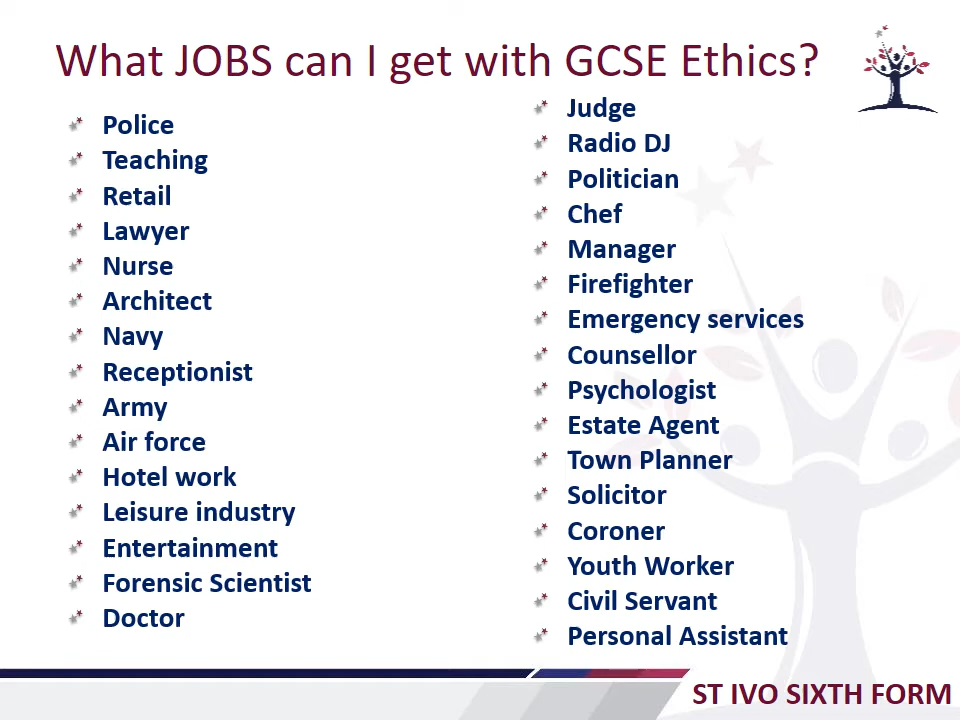 What JOBS can I get with GCSE Ethics?
Police
Teaching
Retail
Lawyer
Nurse
Architect
Navy
Receptionist
Army
Air force
Hotel work
Leisure industry
Entertainment
Forensic Scientist
Doctor
Judge
Radio DJ
Politician
Chef
Manager
Firefighter
Emergency services
Counsellor
Psychologist
Estate Agent
Town Planner
Solicitor
Coroner
Youth Worker
Civil Servant
Personal Assistant
ST IVO SIXTH FORM